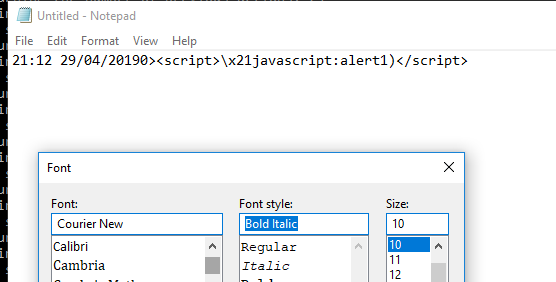 Untitled - Notepad
File Edit Format View Help
21:12 29/04/20190><script>\x21javascript:alert1)</script>
Font
Font: Font style: Size:
Courier New Bold Italic 10
Calibri Regular 10
Cambria Italic 11
12